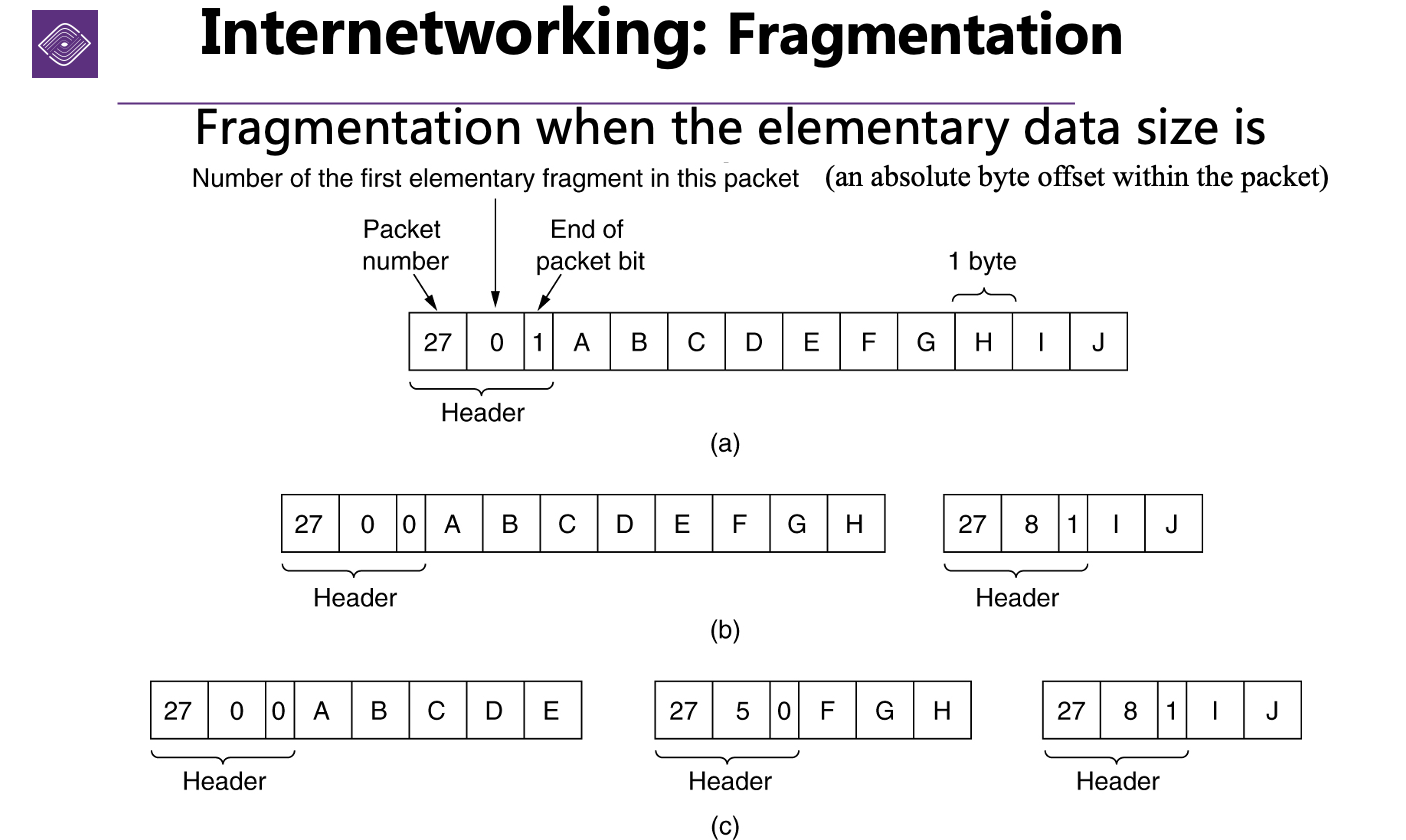 Internetworking: Fragmentation
Fragmentation when the elementary data size is
Number of the first elementary fragment in this packet (an absolute byte offset within the packet)
Packet number
End of packet bit
1 byte
27 0 1 A B C D E F G H I J
Header
(a)
27 0 0 A B C D E F G H
27 8 1 I J
Header
Header
(b)
27 0 0 A B C D E
27 5 0 F G H
27 8 1 I J
Header
Header
Header
(c)